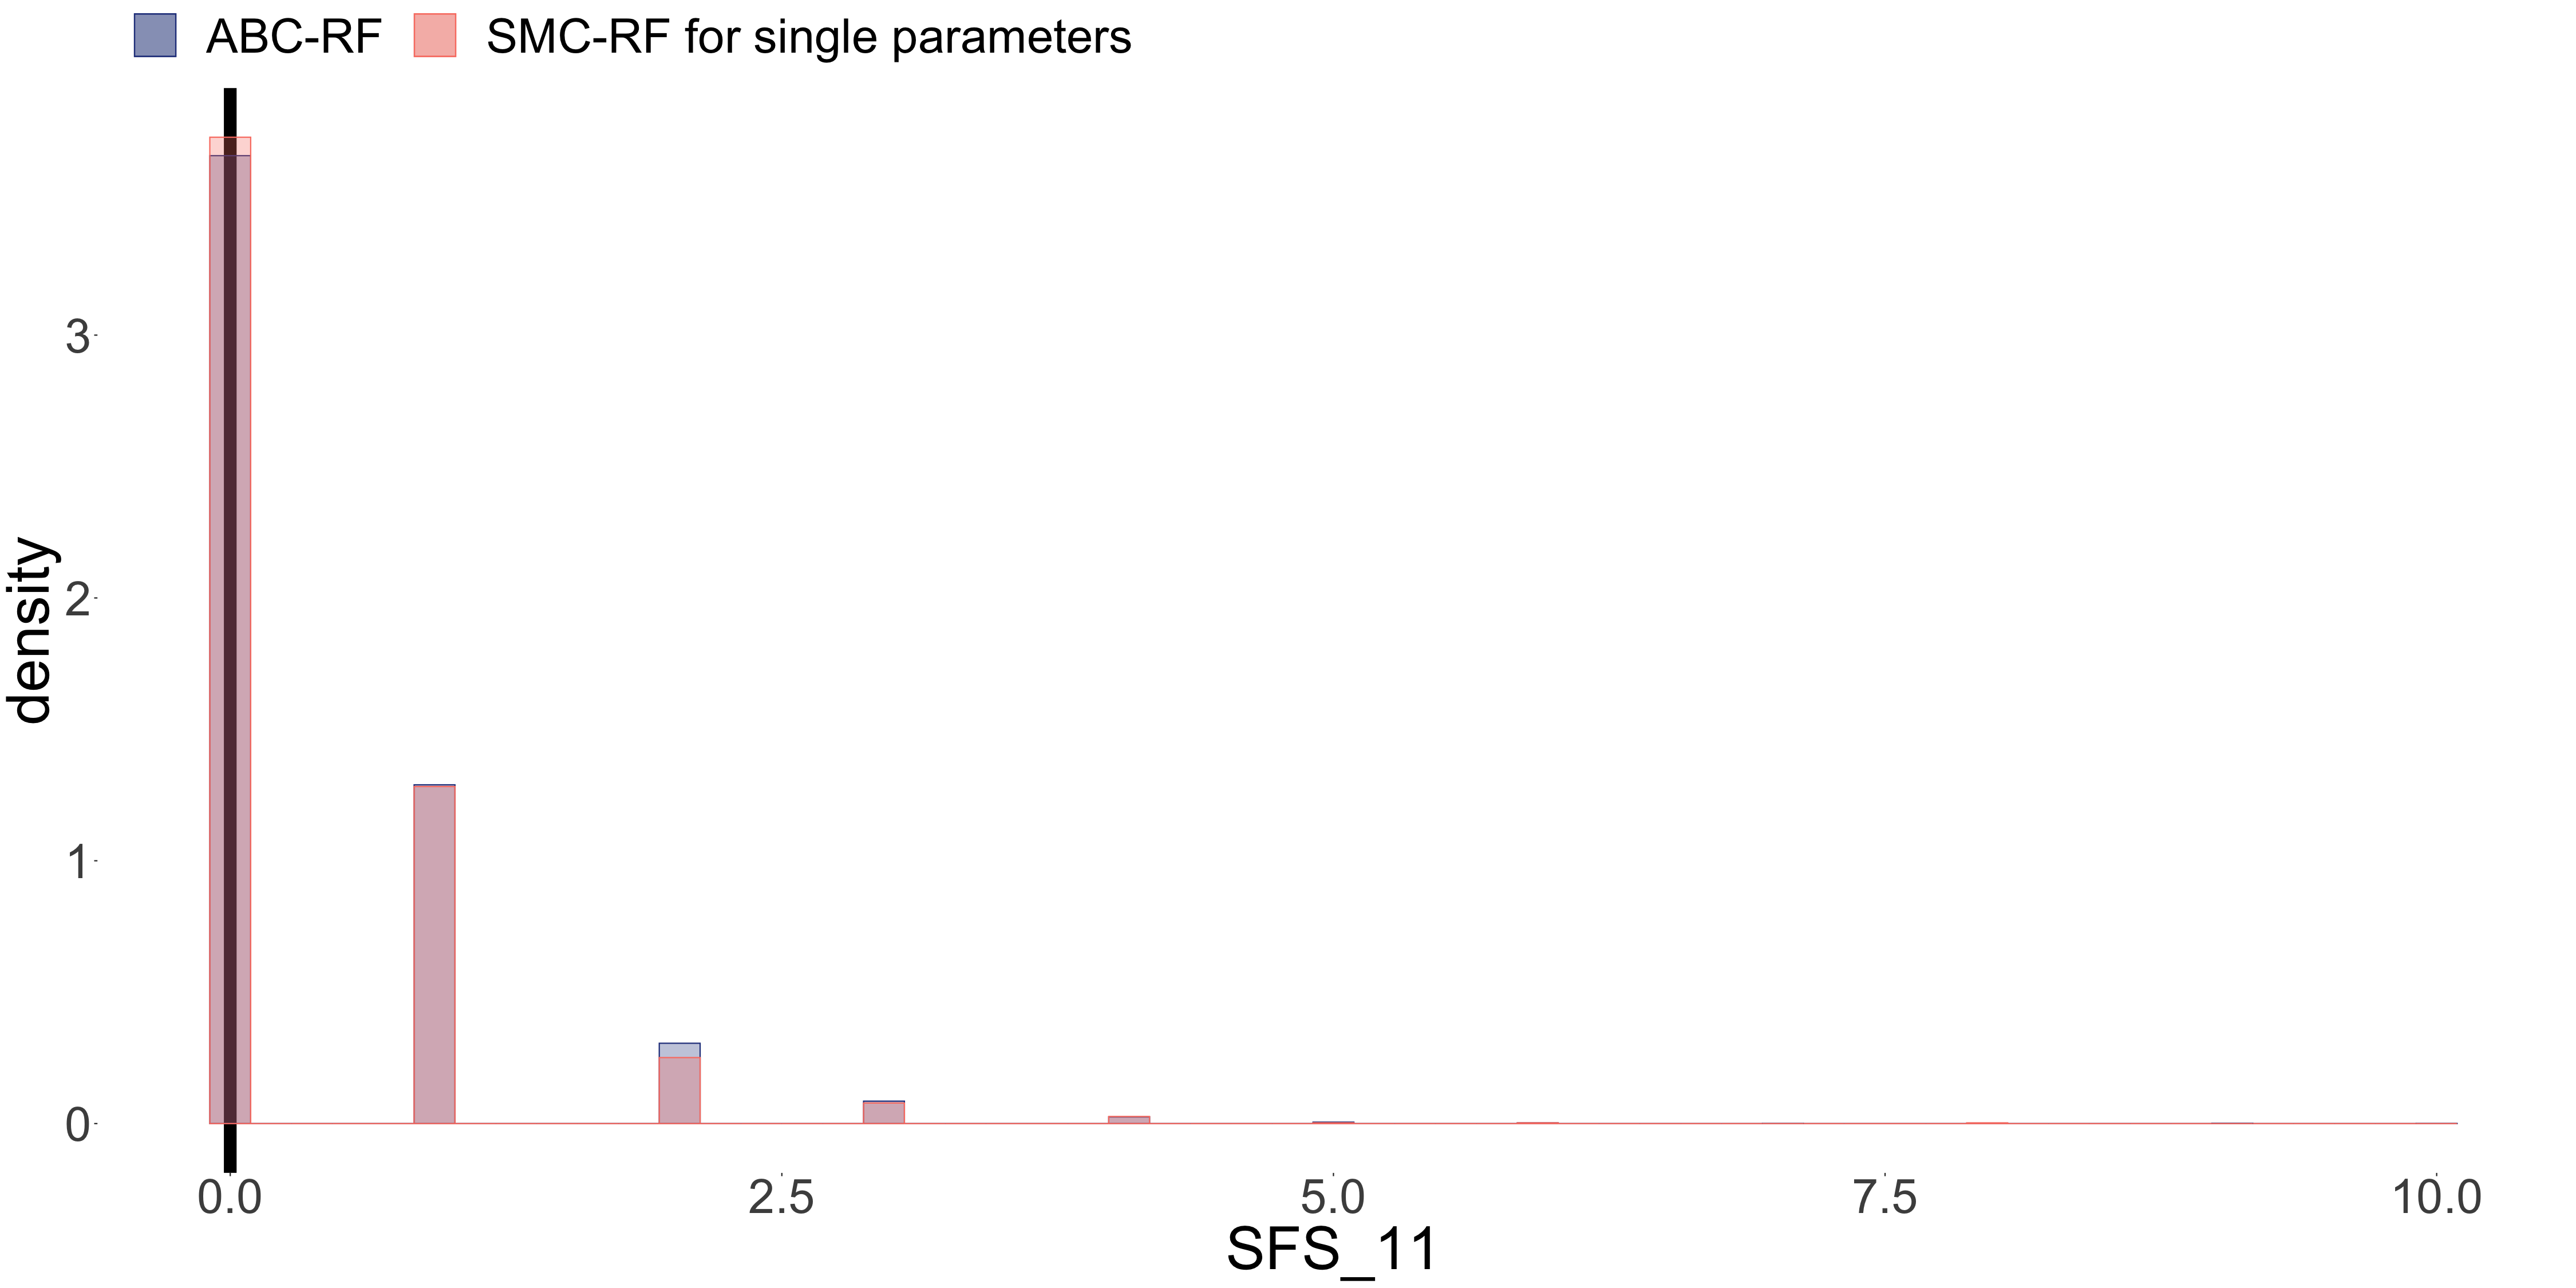 ABC-RF SMC-RF for single parameters
density
3
2
1
0
0.0 2.5 5.0 7.5 10.0
SFS_11